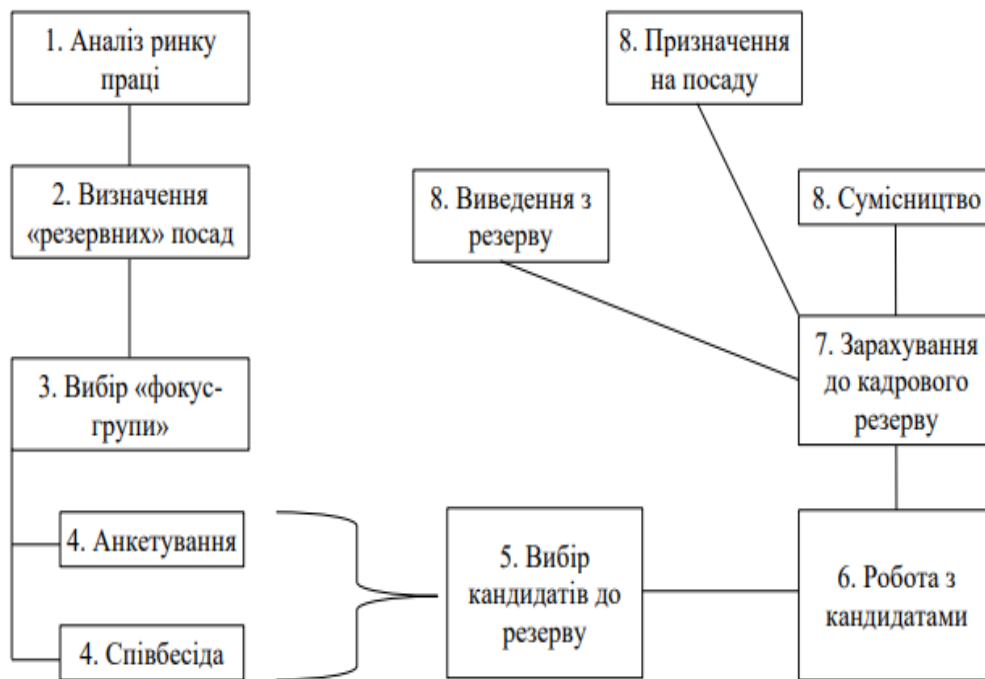 1. Аналіз ринку
праці
2. Визначення
«резервних» посад
3. Вибір «фокус-
групи»
4. Анкетування
4. Співбесіда
5. Вибір
кандидатів до
резерву
6. Робота з
кандидатами
7. Зарахування
до кадрового
резерву
8. Виведення з
резерву
8. Призначення
на посаду
8. Сумісництво